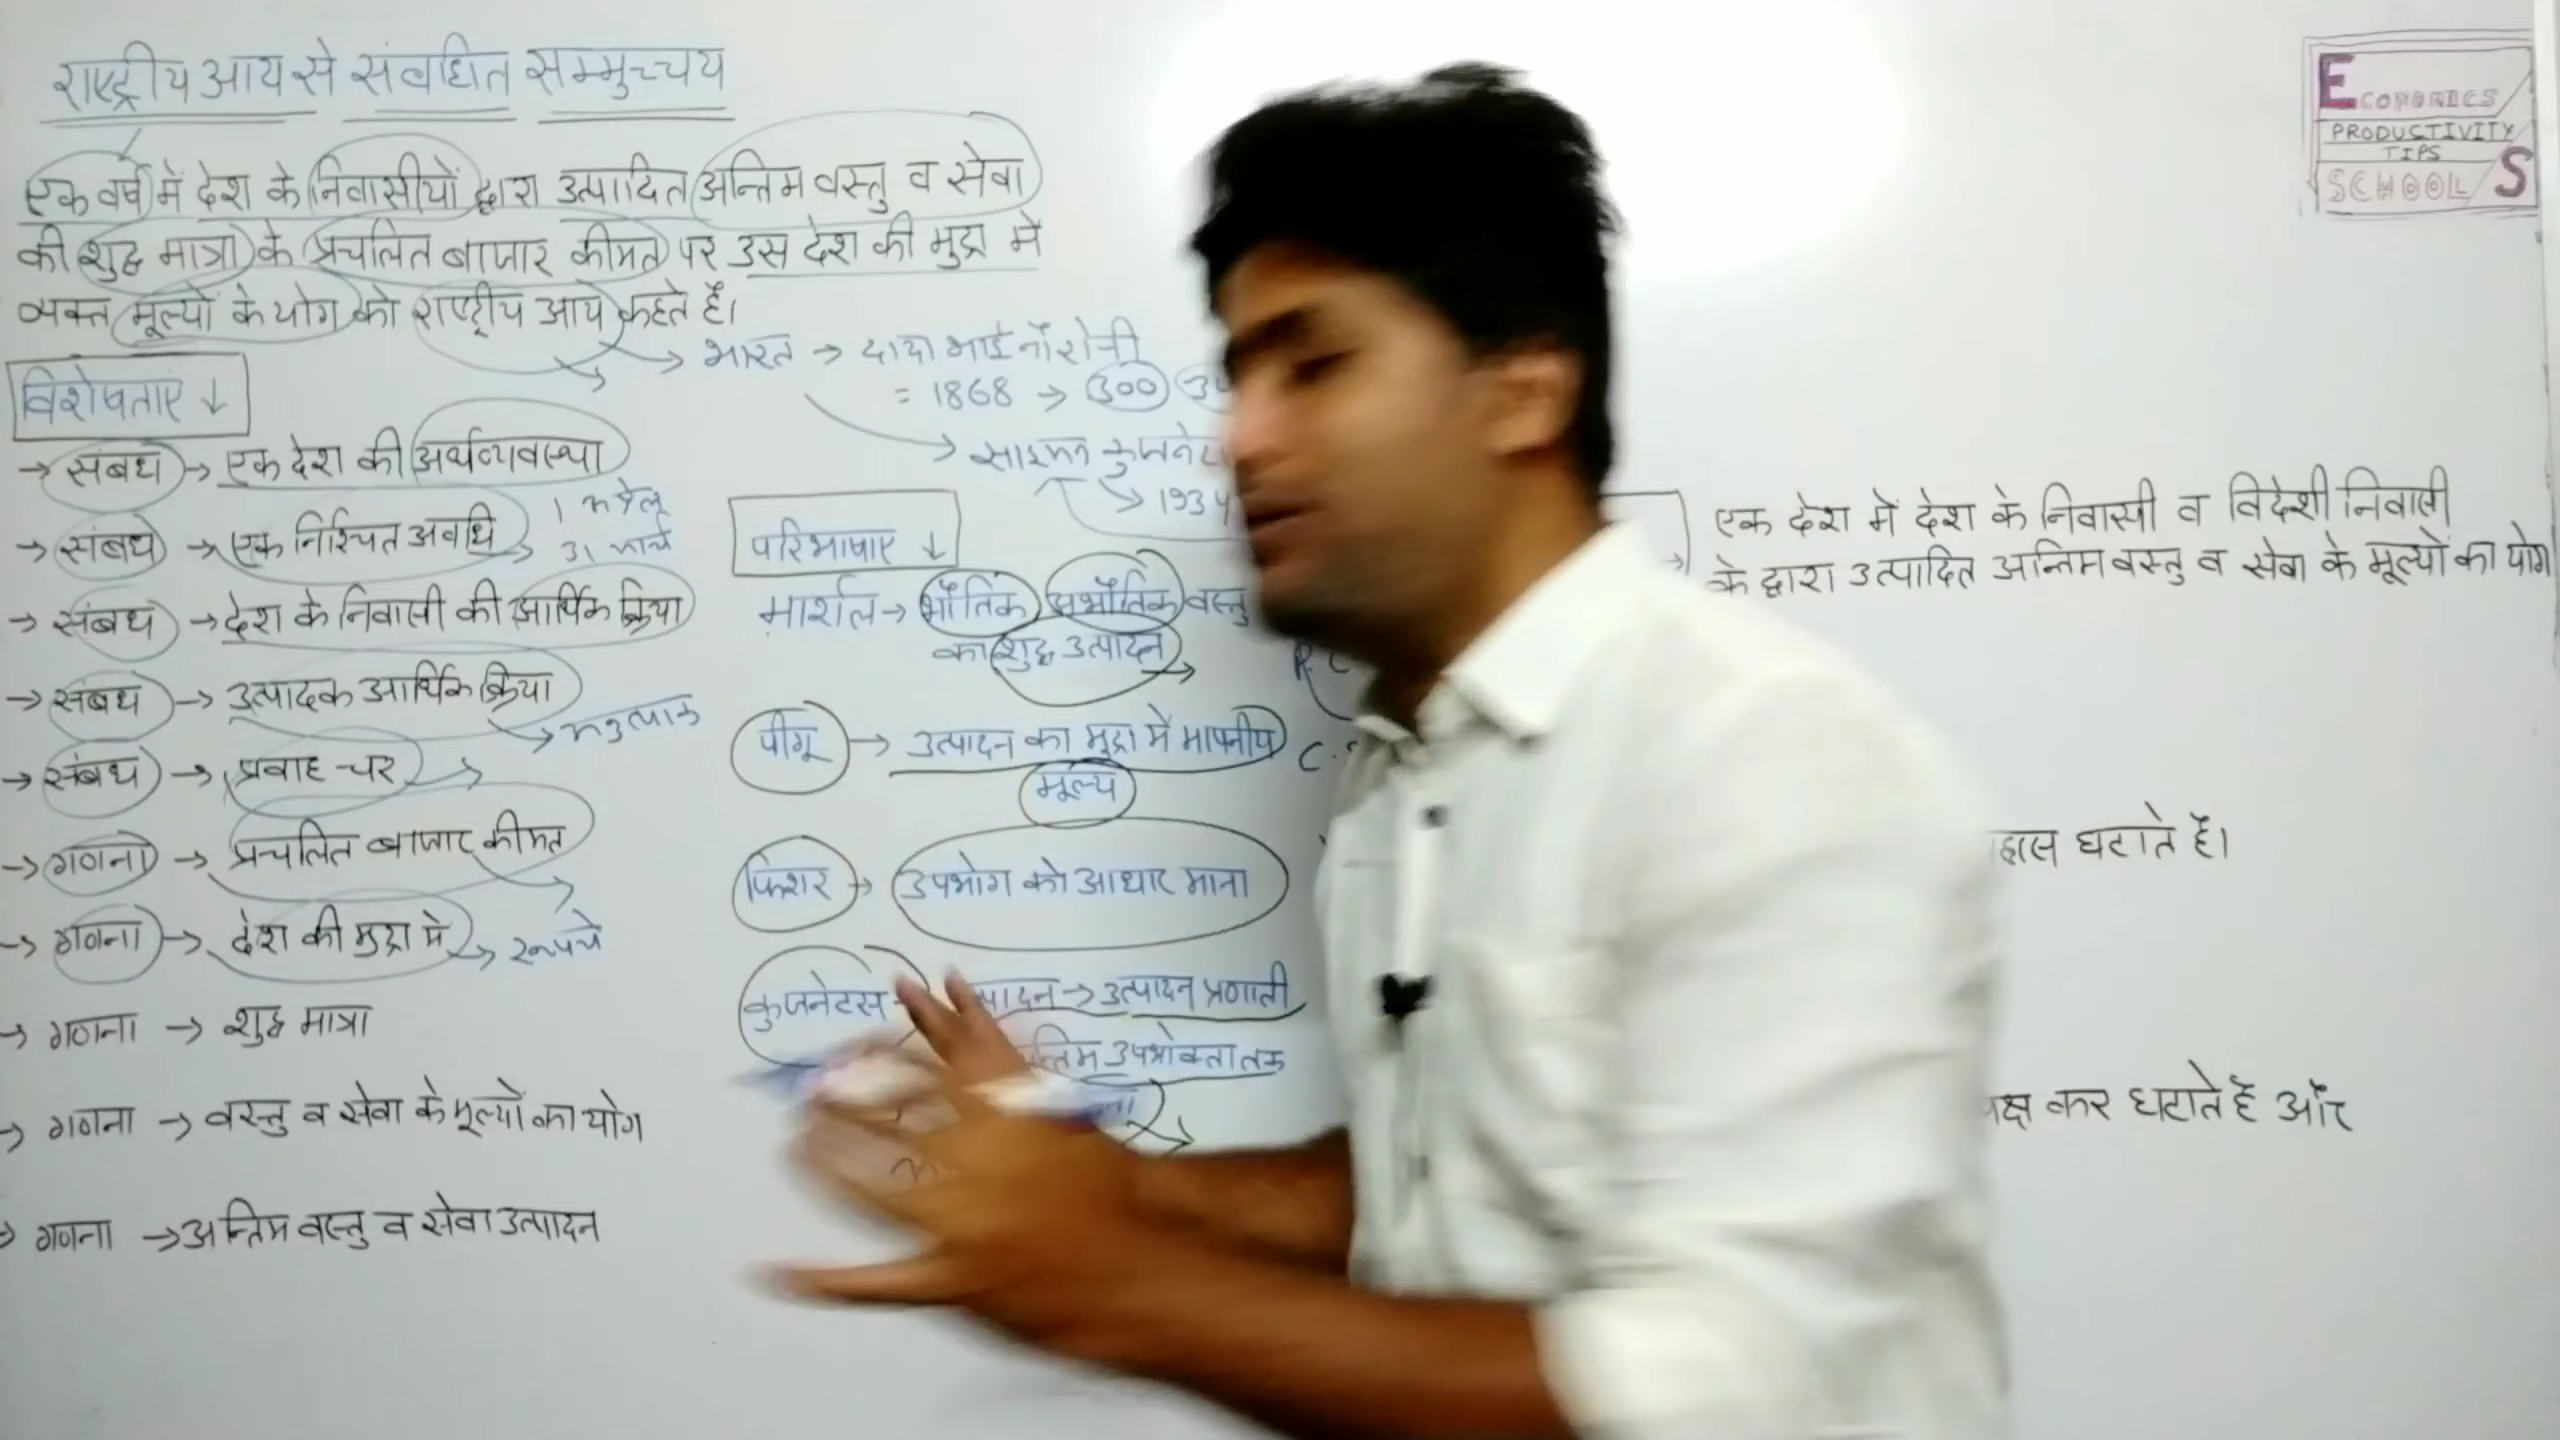 राष्ट्रीय आय से संबधित सम्मुच्चय
एक वर्ष में देश के निवासीयों द्वारा उत्पादित अन्तिम वस्तु व सेवा
की शुद्ध मात्रा के प्रचलित बाजार कीमत पर उस देश की मुद्रा में
व्यक्त मूल्यों के योग को राष्ट्रीय आय कहते हैं।
→ भारत → दादा भाई नौरोजी
= 1868 → 300
→ साइमन
→ 1934
विशेषताएं ↓
→ संबध → एक देश की अर्थव्यवस्था
→ संबध → एक निश्चित अवधि → 1 अप्रेल
31 मार्च
→ संबध → देश के निवासी की आर्थिक क्रिया
→ संबध → उत्पादक आर्थिक क्रिया
→ संबध → प्रवाह चर →
→ गणना → प्रचलित बाजार कीमत
→ गणना → देश की मुद्रा में → रूपये
→ गणना → शुद्ध मात्रा
→ गणना → वस्तु व सेवा के मूल्यों का योग
→ गणना → अन्तिम वस्तु व सेवा उत्पादन
परिभाषाएं ↓
मार्शल → भौतिक अभौतिक वस्तु
का शुद्ध उत्पादन →
पीगू → उत्पादन का मुद्रा में मापनीय
मूल्य
फिशर → उपभोग को आधार माना
कुजनेटस → उत्पादन प्रणाली
उपभोक्ता तक
एक देश में देश के निवासी व विदेशी निवासी
के द्वारा उत्पादित अन्तिम वस्तु व सेवा के मूल्यों का योग
घटाते हैं।
कर घटाते हैं और
ECONOMICS
PRODUCTIVITY
TIPS
SCHOOL S